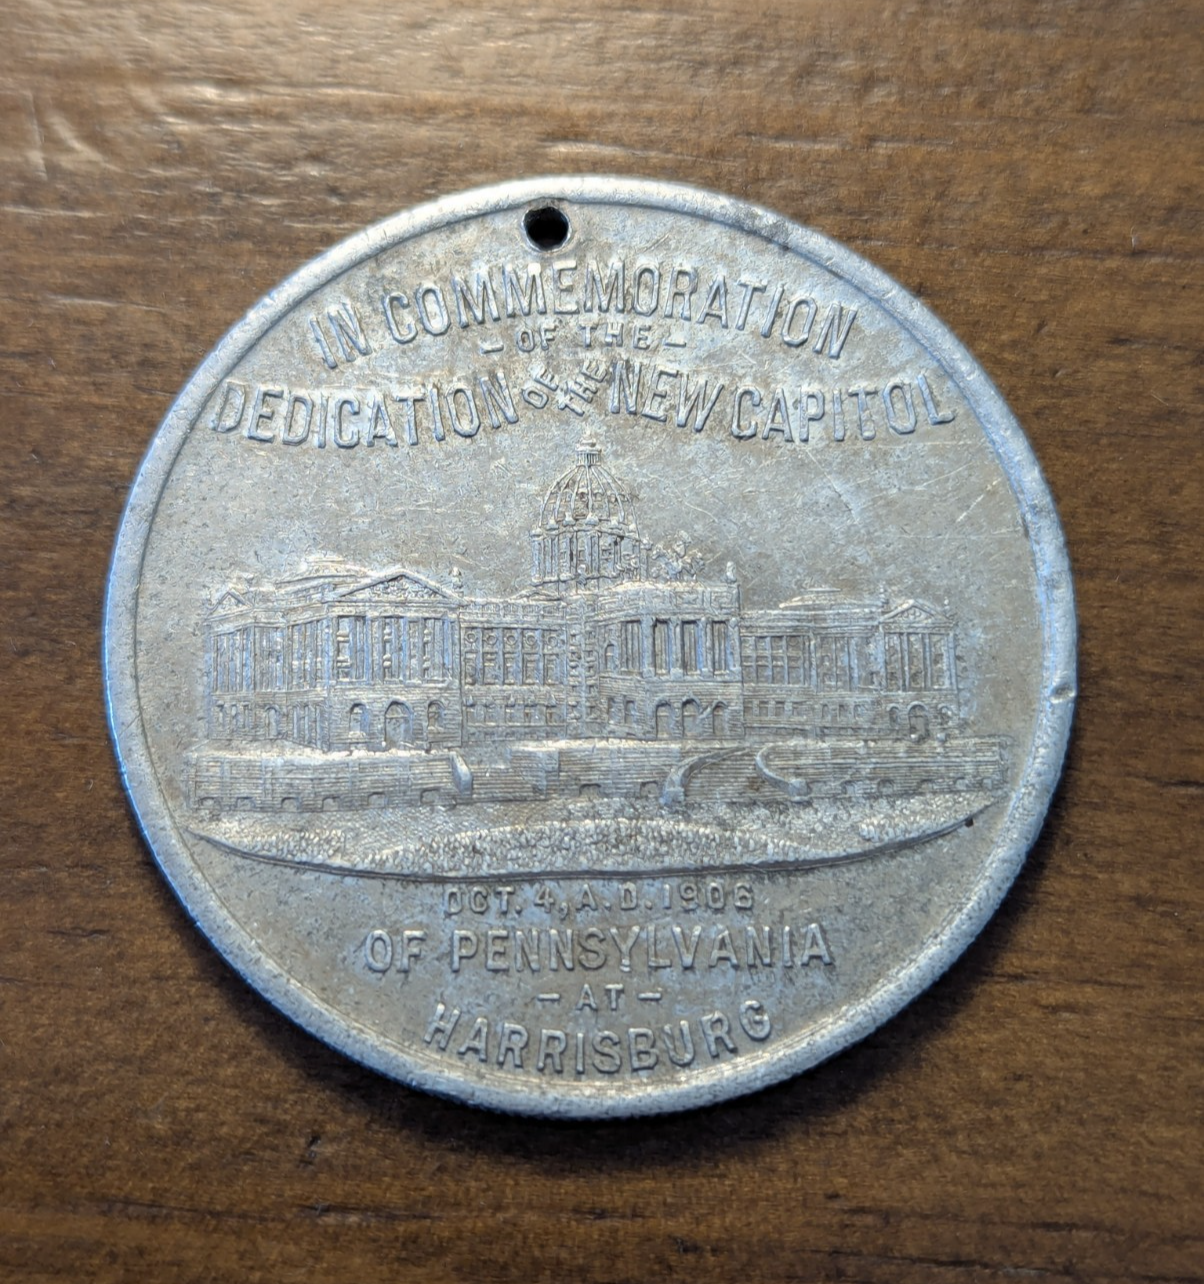 IN COMMEMORATION
- OF THE -
DEDICATION OF THE NEW CAPITOL
OCT. 4, A.D. 1906
OF PENNSYLVANIA
- AT -
HARRISBURG